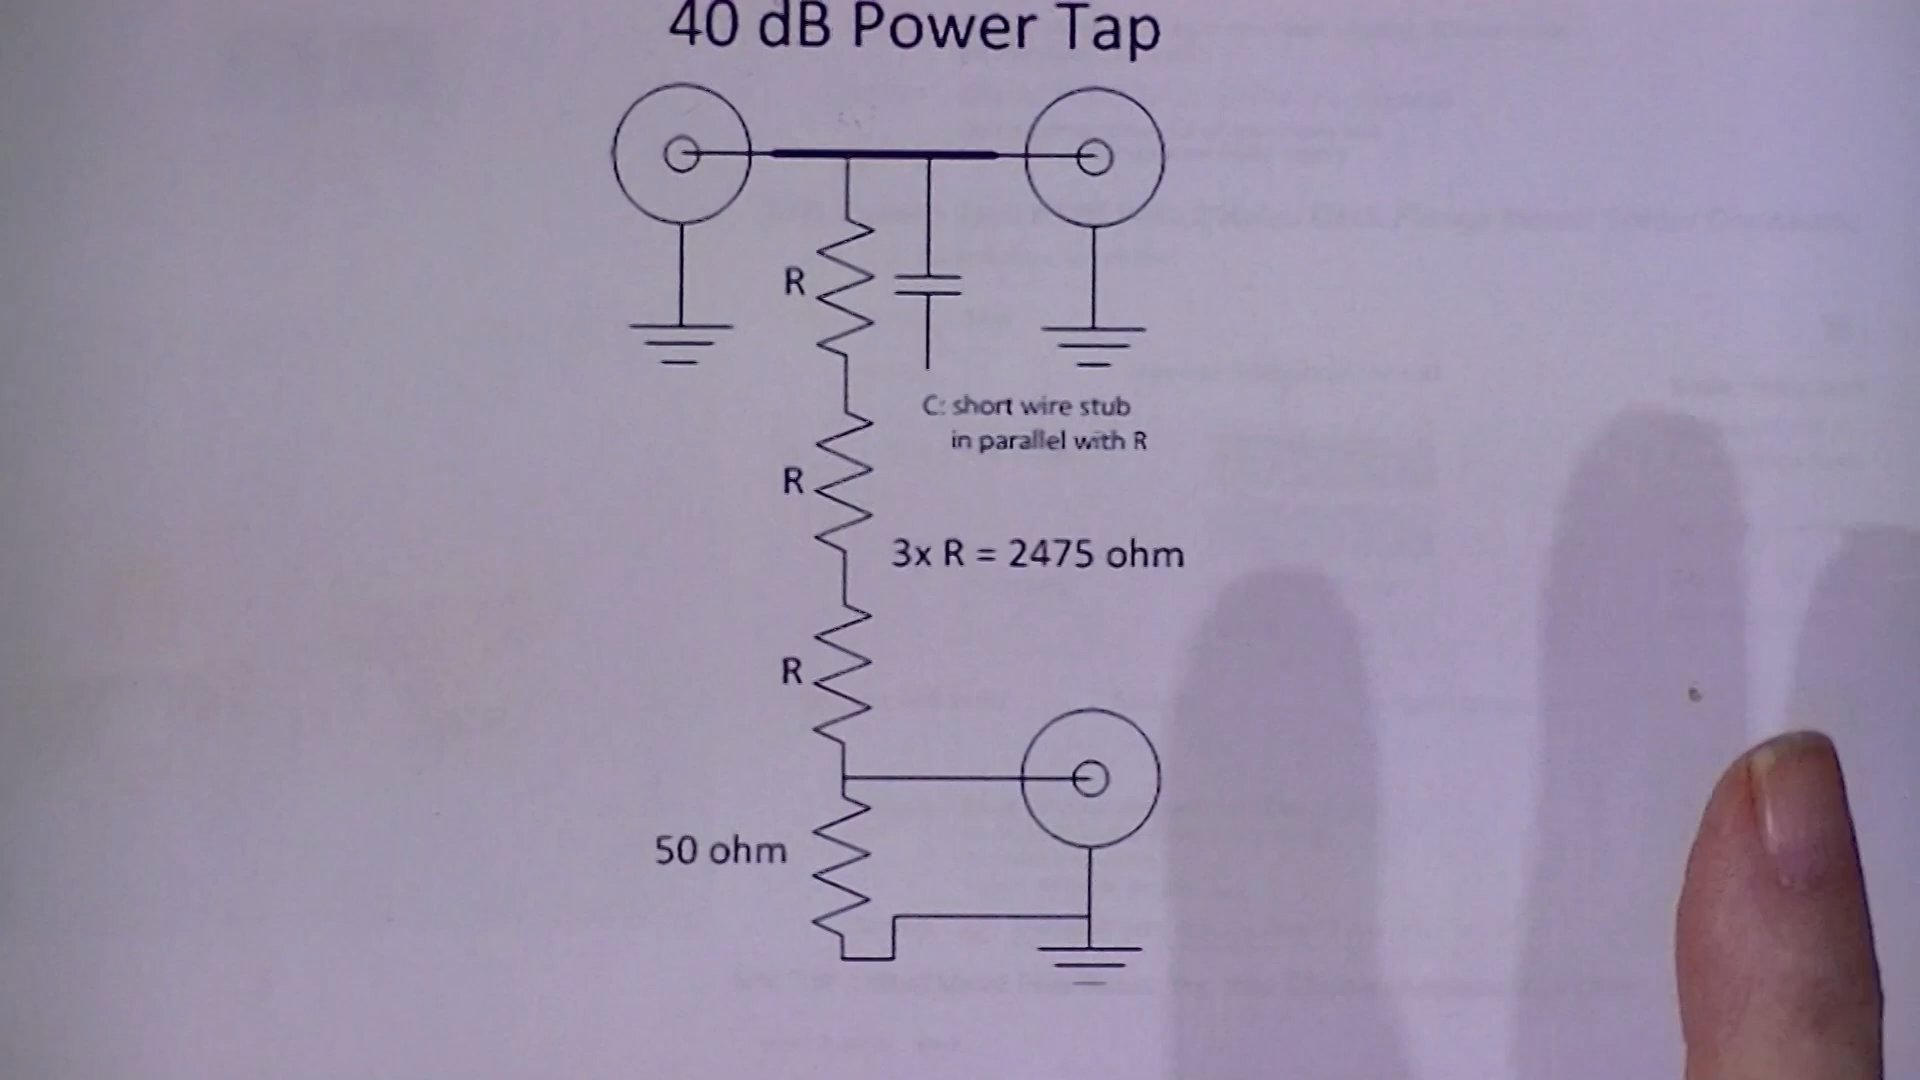 40 dB Power Tap
R
C: short wire stub
in parallel with R
R
3x R = 2475 ohm
R
50 ohm